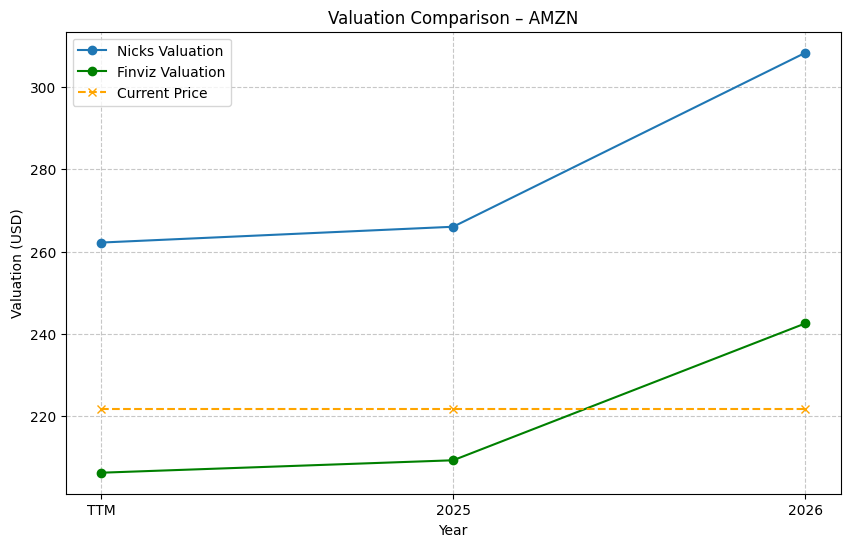 Valuation Comparison – AMZN
Nicks Valuation
Finviz Valuation
Current Price
300
280
260
240
220
Valuation (USD)
TTM
2025
2026
Year